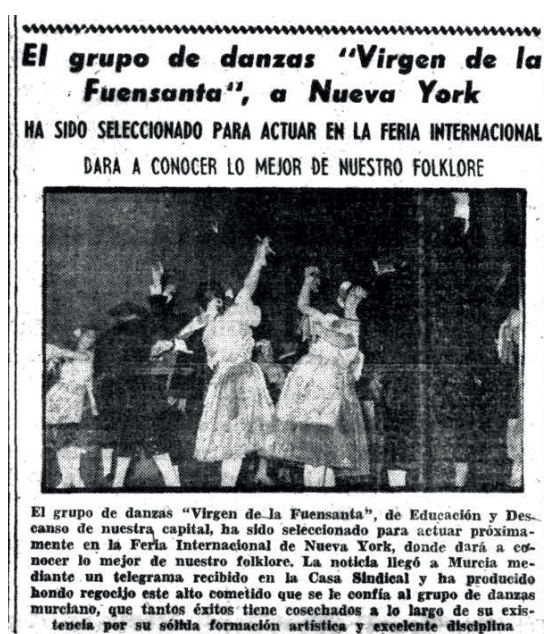 El grupo de danzas "Virgen de la
Fuensanta", a Nueva York
HA SIDO SELECCIONADO PARA ACTUAR EN LA FERIA INTERNACIONAL
DARA A CONOCER LO MEJOR DE NUESTRO FOLKLORE
El grupo de danzas "Virgen de la Fuensanta", de Educación y Des-
canso de nuestra capital, ha sido seleccionado para actuar próxima-
mente en la Feria Internacional de Nueva York, donde dará a co-
nocer lo mejor de nuestro folklore. La noticia llegó a Murcia me-
diante un telegrama recibido en la Casa Sindical y ha producido
hondo regocijo este alto cometido que se le confía al grupo de danzas
murciano, que tantos éxitos tiene cosechados a lo largo de su exis-
tencia por su sólida formación artística y excelente disciplina